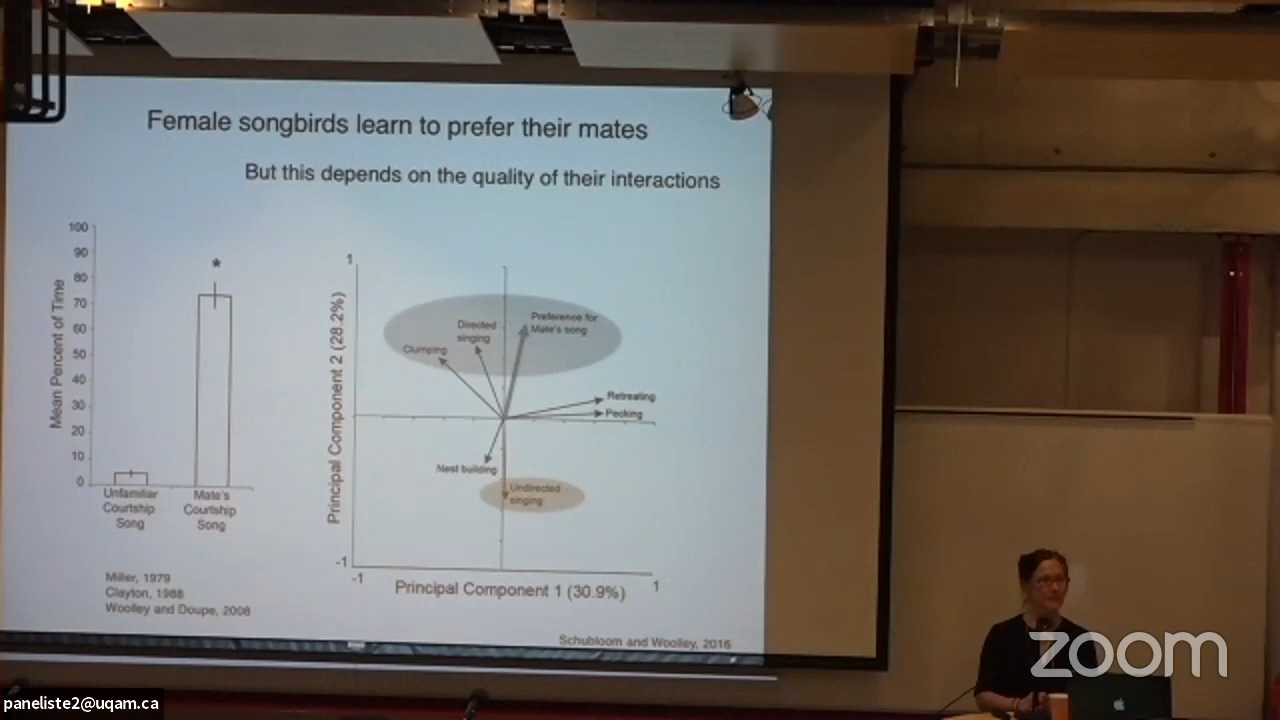 Female songbirds learn to prefer their mates
But this depends on the quality of their interactions
Mean Percent of Time
100
90
80
70
60
50
40
30
20
10
0
*
Unfamiliar
Courtship
Song
Mate's
Courtship
Song
Miller, 1979
Clayton, 1988
Woolley and Doupe, 2008
Principal Component 2 (28.2%)
1
-1
Clumping
Directed
singing
Preference for
Mate's song
Retreating
Pecking
Nest building
Undirected
singing
-1
Principal Component 1 (30.9%)
1
Schubloom and Woolley, 2016
zoom
paneliste2@uqam.ca